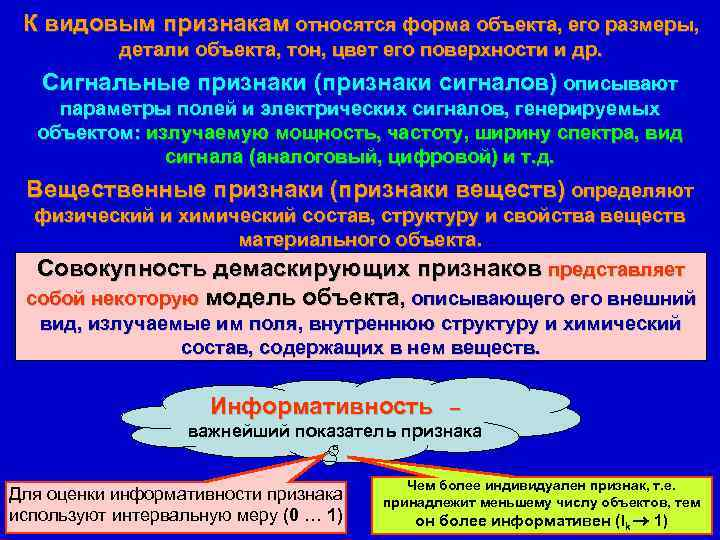 К видовым признакам относятся форма объекта, его размеры,
детали объекта, тон, цвет его поверхности и др.
Сигнальные признаки (признаки сигналов) описывают
параметры полей и электрических сигналов, генерируемых
объектом: излучаемую мощность, частоту, ширину спектра, вид
сигнала (аналоговый, цифровой) и т.д.
Вещественные признаки (признаки веществ) определяют
физический и химический состав, структуру и свойства веществ
материального объекта.
Совокупность демаскирующих признаков представляет
собой некоторую модель объекта, описывающего его внешний
вид, излучаемые им поля, внутреннюю структуру и химический
состав, содержащих в нем веществ.
Информативность –
важнейший показатель признака
Для оценки информативности признака
используют интервальную меру (0 … 1)
Чем более индивидуален признак, т.е.
принадлежит меньшему числу объектов, тем
он более информативен (Ik→ 1)